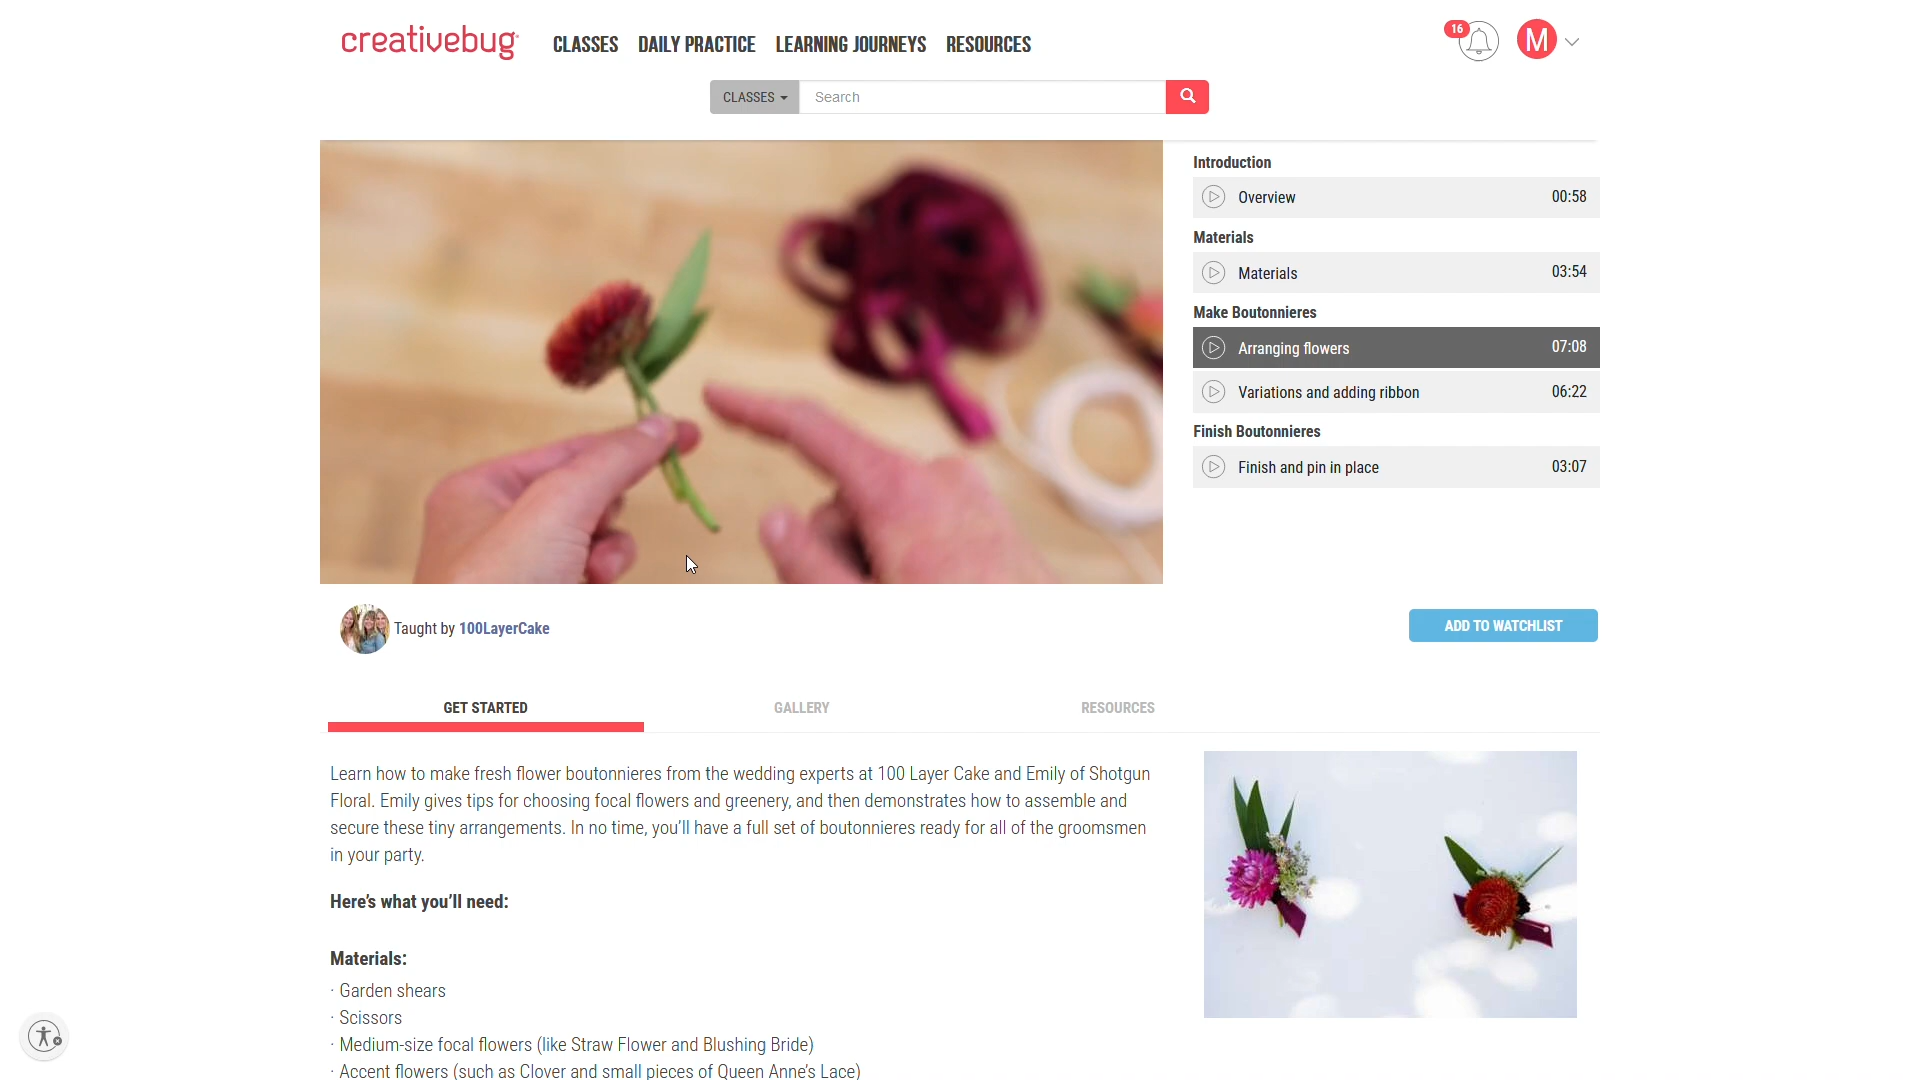 creativebug
CLASSES DAILY PRACTICE LEARNING JOURNEYS RESOURCES
16
M
CLASSES
Search
Introduction
Overview 00:58
Materials
Materials 03:54
Make Boutonnieres
Arranging flowers 07:08
Variations and adding ribbon 06:22
Finish Boutonnieres
Finish and pin in place 03:07
Taught by 100LayerCake
ADD TO WATCHLIST
GET STARTED GALLERY RESOURCES
Learn how to make fresh flower boutonnieres from the wedding experts at 100 Layer Cake and Emily of Shotgun
Floral. Emily gives tips for choosing focal flowers and greenery, and then demonstrates how to assemble and
secure these tiny arrangements. In no time, you'll have a full set of boutonnieres ready for all of the groomsmen
in your party.
Here's what you'll need:
Materials:
· Garden shears
· Scissors
· Medium-size focal flowers (like Straw Flower and Blushing Bride)
· Accent flowers (such as Clover and small pieces of Queen Anne's Lace)